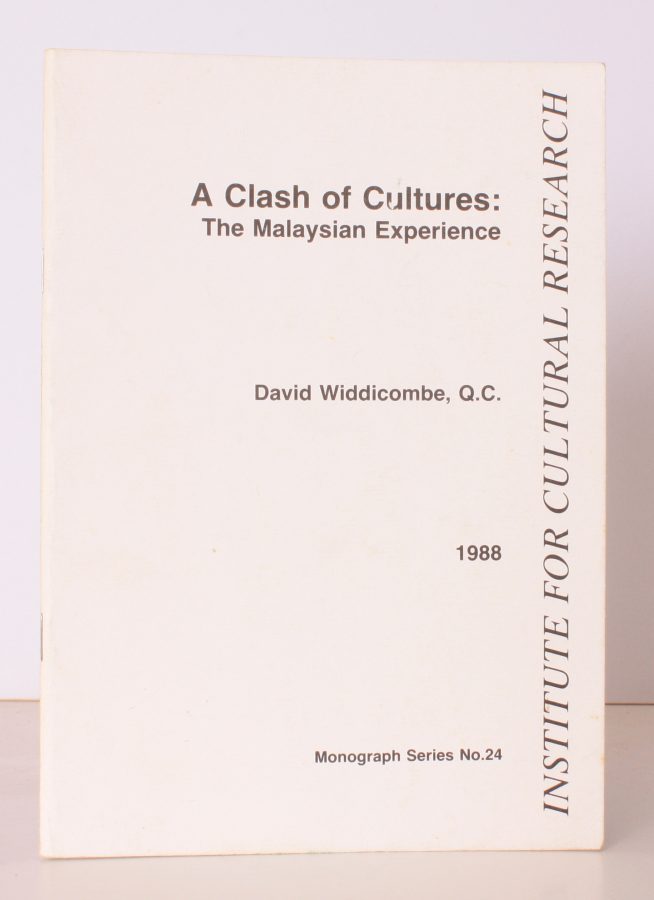 A Clash of Cultures:
The Malaysian Experience
David Widdicombe, Q.C.
1988
Monograph Series No.24
INSTITUTE FOR CULTURAL RESEARCH